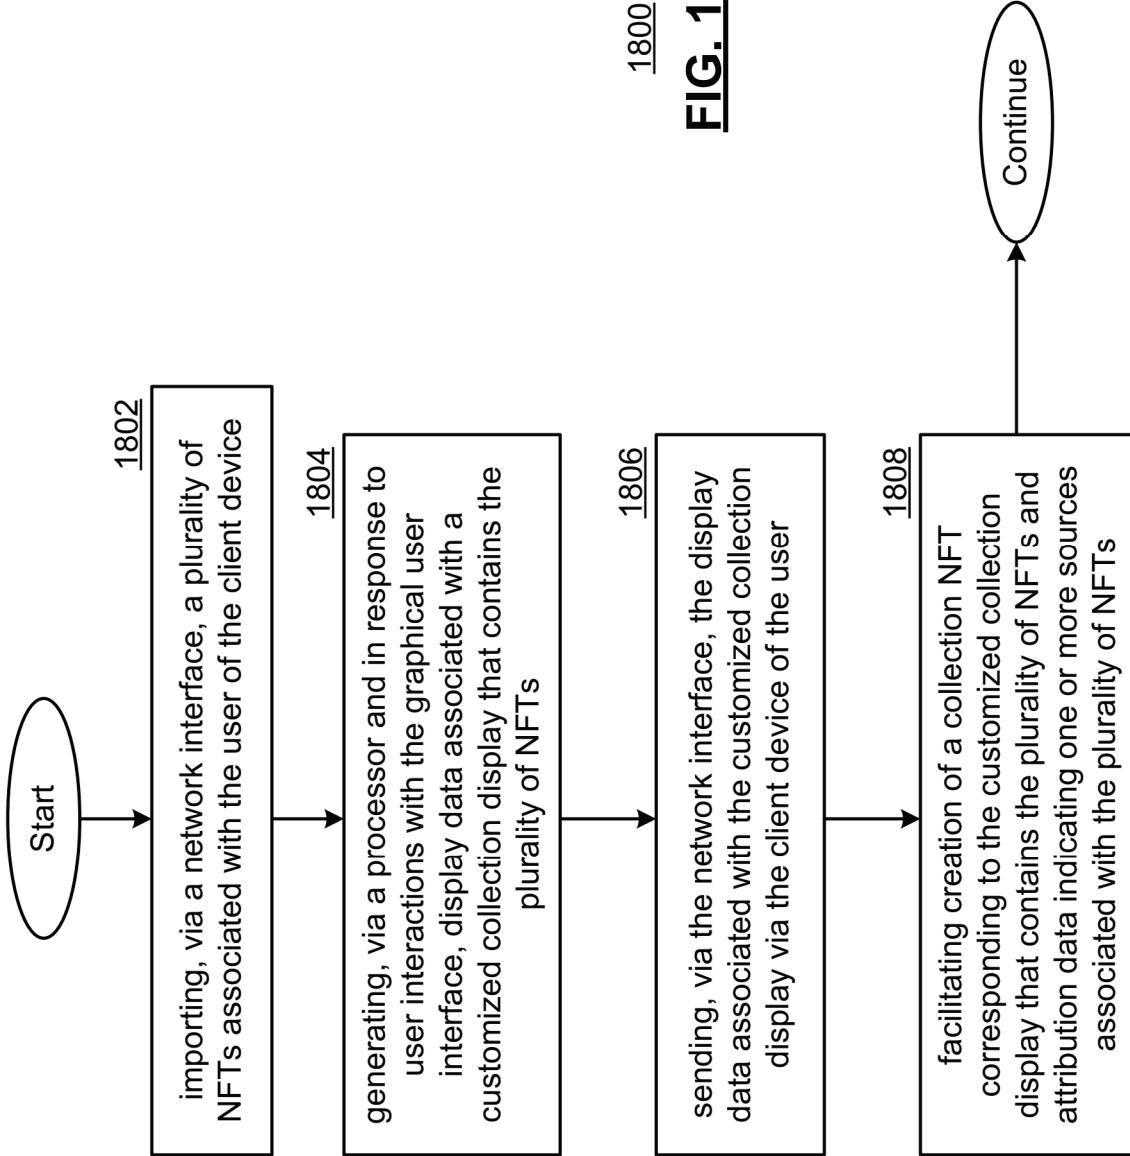 Start
1802
importing, via a network interface, a plurality of
NFTs associated with the user of the client device
1804
generating, via a processor and in response to
user interactions with the graphical user
interface, display data associated with a
customized collection display that contains the
plurality of NFTs
1806
sending, via the network interface, the display
data associated with the customized collection
display via the client device of the user
1808
facilitating creation of a collection NFT
corresponding to the customized collection
display that contains the plurality of NFTs and
attribution data indicating one or more sources
associated with the plurality of NFTs
Continue
1800
FIG. 1